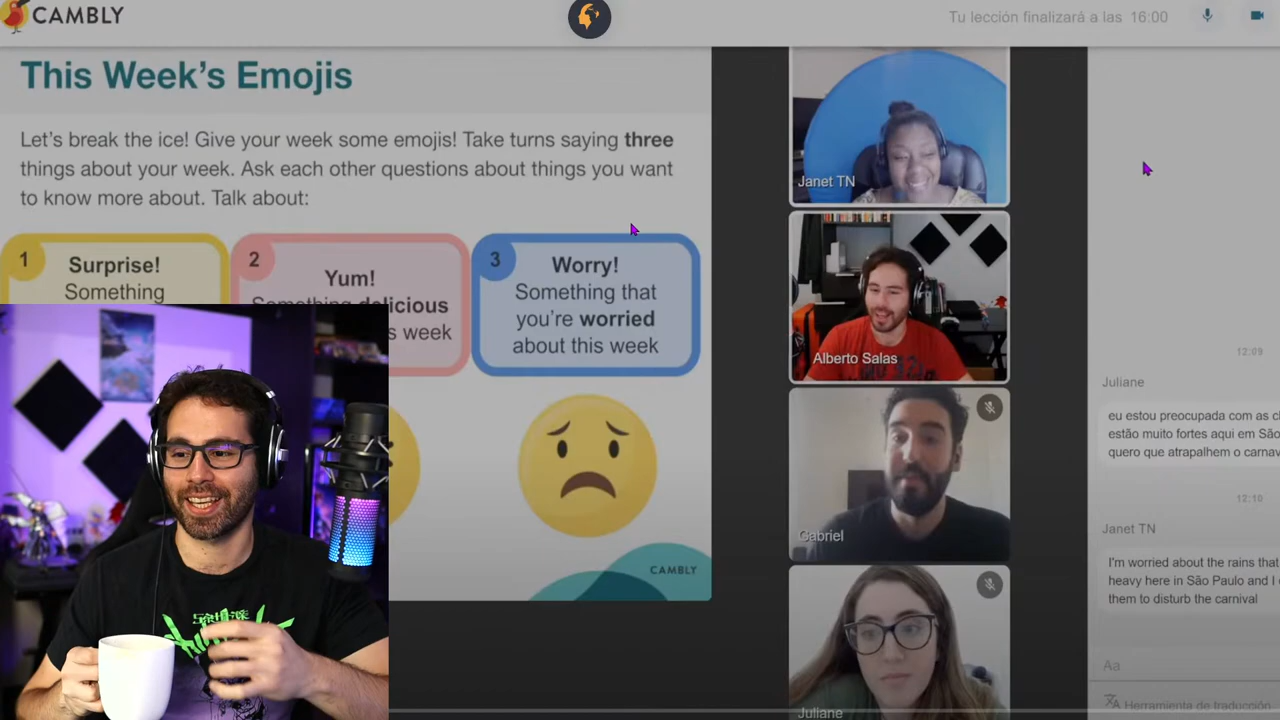 CAMBLY
Tu lección finalizará a las 16:00
This Week's Emojis
Let's break the ice! Give your week some emojis! Take turns saying three
things about your week. Ask each other questions about things you want
to know more about. Talk about:
1
Surprise!
Something
2
Yum!
Something delicious
s week
3
Worry!
Something that
you're worried
about this week
CAMBLY
Janet TN
Alberto Salas
Gabriel
Juliane
12:09
Juliane
eu estou preocupada com as c
estão muito fortes aqui em São
quero que atrapalhem o carnav
12:10
Janet TN
I'm worried about the rains that
heavy here in São Paulo and I
them to disturb the carnival
Aa
Herramienta de traducción